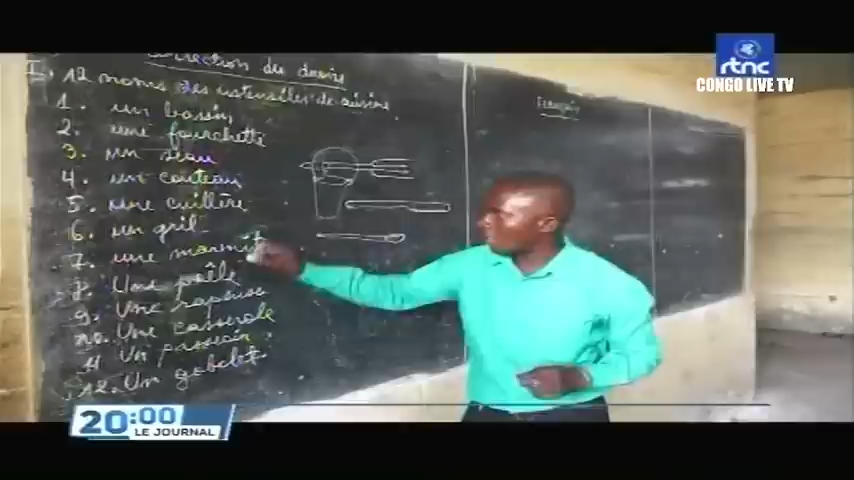 rtnc
CONGO LIVE TV
Correction du devoir
Français
I. 12 noms des ustensiles de cuisine
1. un bassin
2. une fourchette
3. un seau
4. un couteau
5. une cuillère
6. un gril
7. une marmite
8. Une poêle
9. Une rapeuse
10. Une casserole
11. Un passoir
12. Un gobelet
20:00
LE JOURNAL